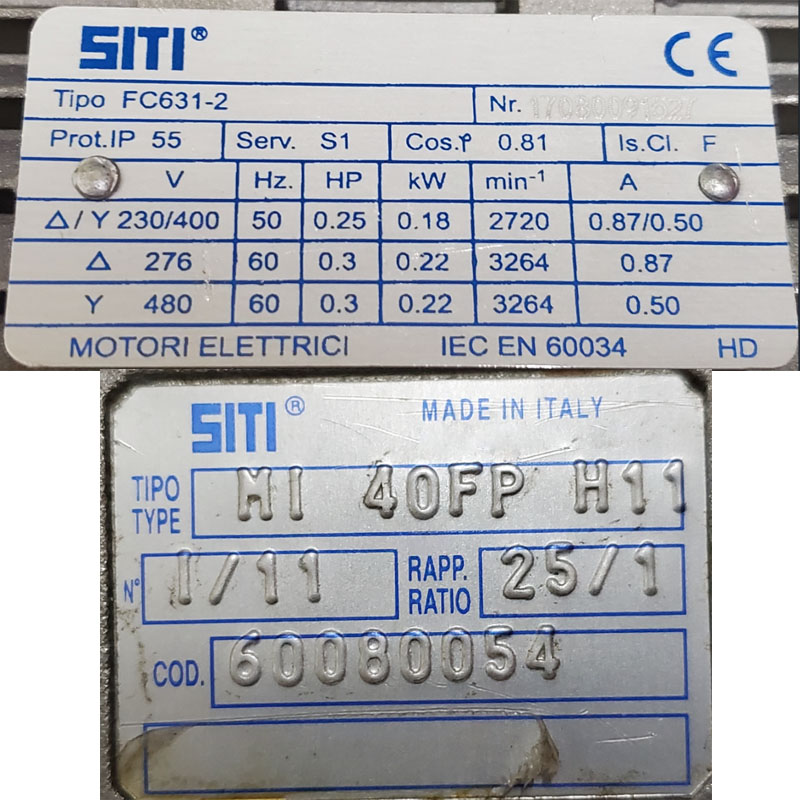 SITI® CE
Tipo FC631-2 Nr.
Prot.IP 55 Serv. S1 Cos.φ 0.81 Is.Cl. F
V Hz. HP kW min-1 A
Δ/Y 230/400 50 0.25 0.18 2720 0.87/0.50
Δ 276 60 0.3 0.22 3264 0.87
Y 480 60 0.3 0.22 3264 0.50
MOTORI ELETTRICI IEC EN 60034 HD
SITI® MADE IN ITALY
TIPO TYPE MI 40FP H11
N° 1/11 RAPP. RATIO 25/1
COD. 60080054